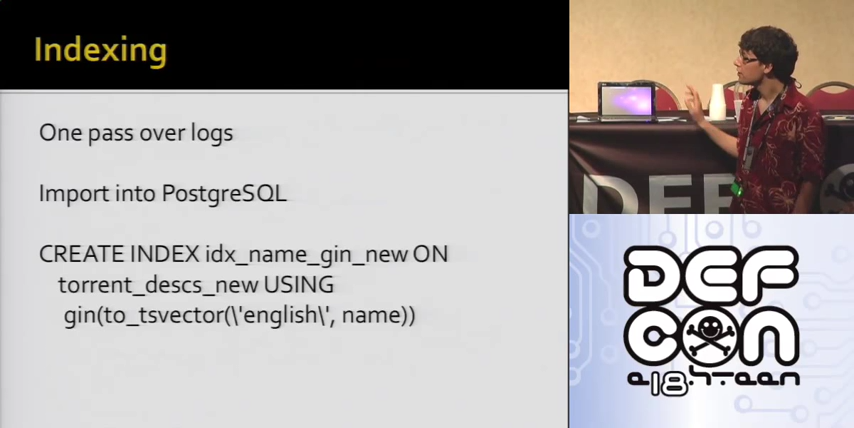 Indexing
One pass over logs
Import into PostgreSQL
CREATE INDEX idx_name_gin_new ON
torrent_descs_new USING
gin(to_tsvector(\'english\', name))
DEF
DEF
CON